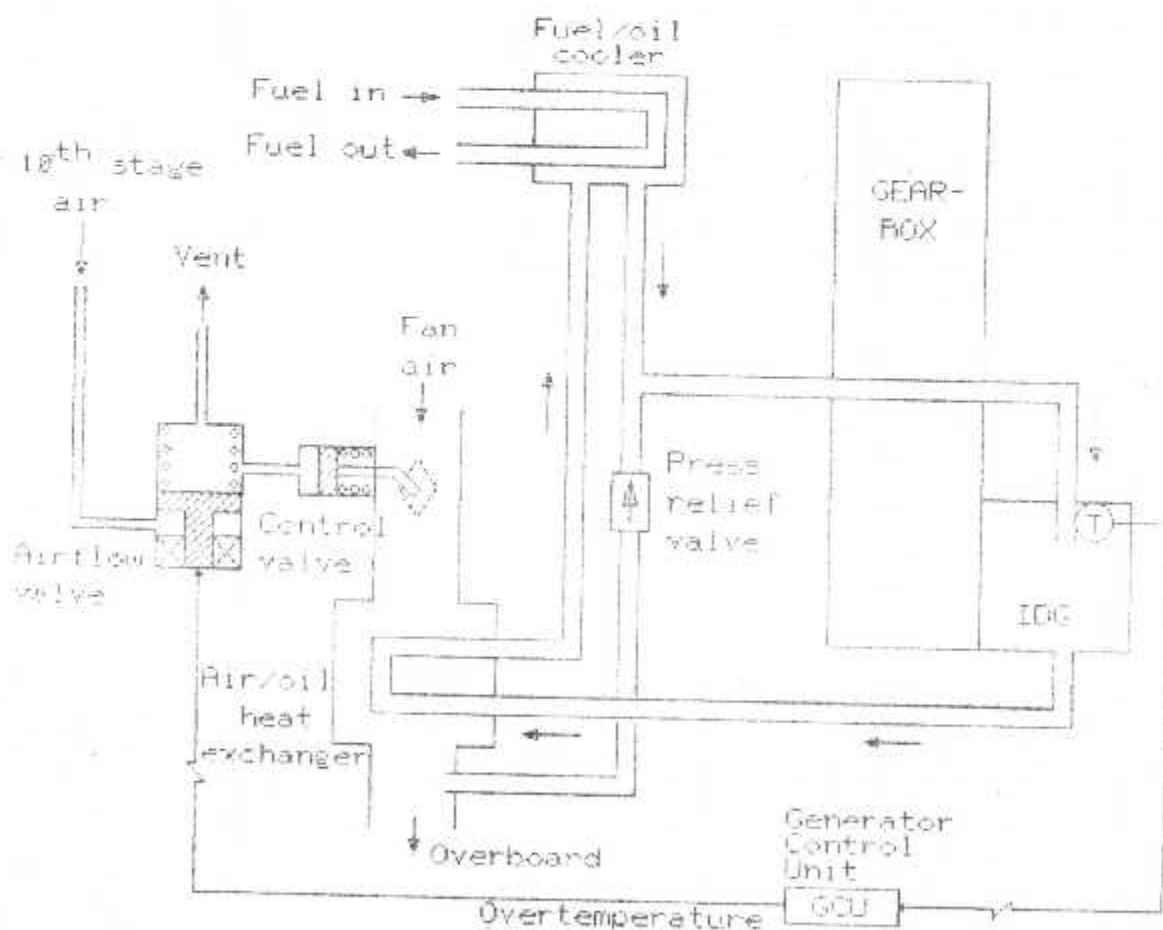 Fuel/oil
cooler
Fuel in
Fuel out
10th stage
air
Vent
Fan
air
GEAR-
BOX
Control
valve
Airflow
valve
Press
relief
valve
T
IDG
Air/oil
heat
exchanger
Overboard
Generator
Control
Unit
GCU
Overtemperature